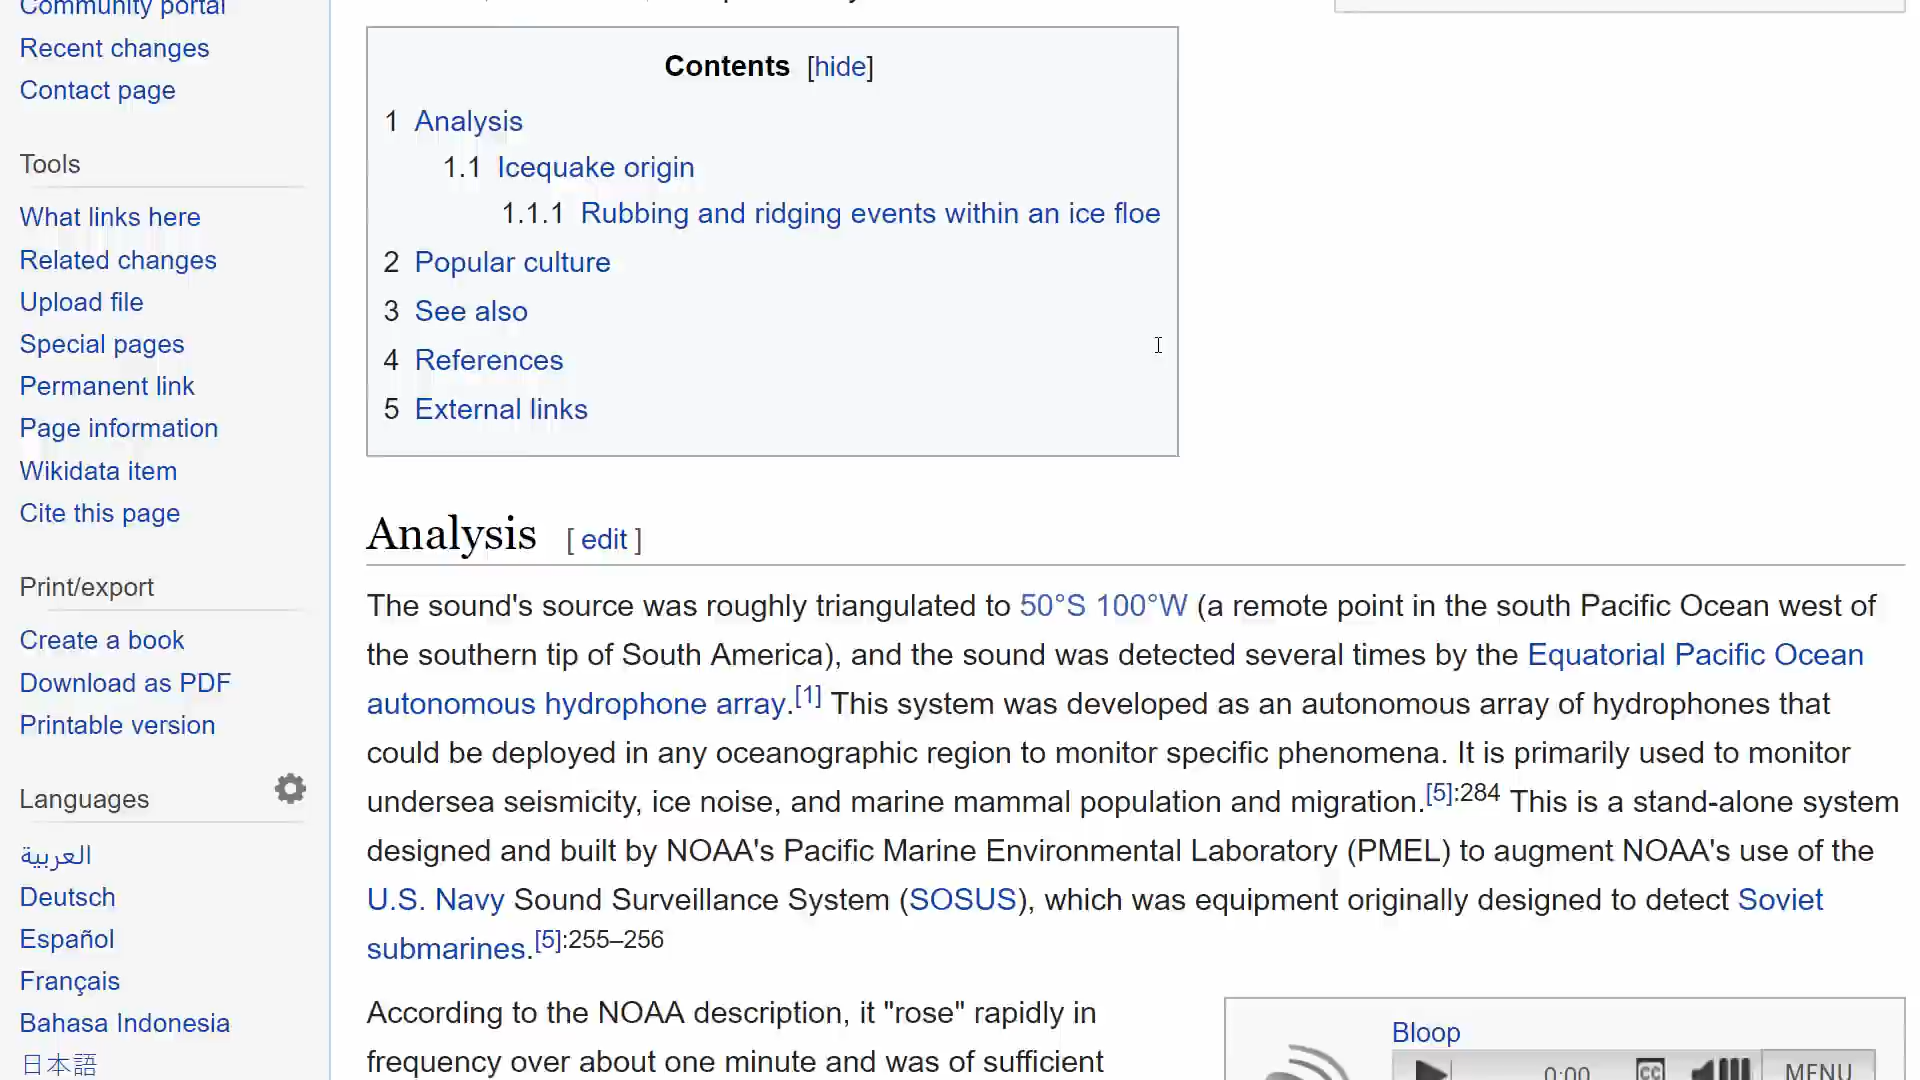 Community portal
Recent changes
Contact page
Tools
What links here
Related changes
Upload file
Special pages
Permanent link
Page information
Wikidata item
Cite this page
Print/export
Create a book
Download as PDF
Printable version
Languages
العربية
Deutsch
Español
Français
Bahasa Indonesia
日本語
Contents [hide]
1 Analysis
1.1 Icequake origin
1.1.1 Rubbing and ridging events within an ice floe
2 Popular culture
3 See also
4 References
5 External links
Analysis [ edit ]
The sound's source was roughly triangulated to 50°S 100°W (a remote point in the south Pacific Ocean west of
the southern tip of South America), and the sound was detected several times by the Equatorial Pacific Ocean
autonomous hydrophone array.[1] This system was developed as an autonomous array of hydrophones that
could be deployed in any oceanographic region to monitor specific phenomena. It is primarily used to monitor
undersea seismicity, ice noise, and marine mammal population and migration.[5]:284 This is a stand-alone system
designed and built by NOAA's Pacific Marine Environmental Laboratory (PMEL) to augment NOAA's use of the
U.S. Navy Sound Surveillance System (SOSUS), which was equipment originally designed to detect Soviet
submarines.[5]:255–256
According to the NOAA description, it "rose" rapidly in
frequency over about one minute and was of sufficient
Bloop
0:00 CC MENU